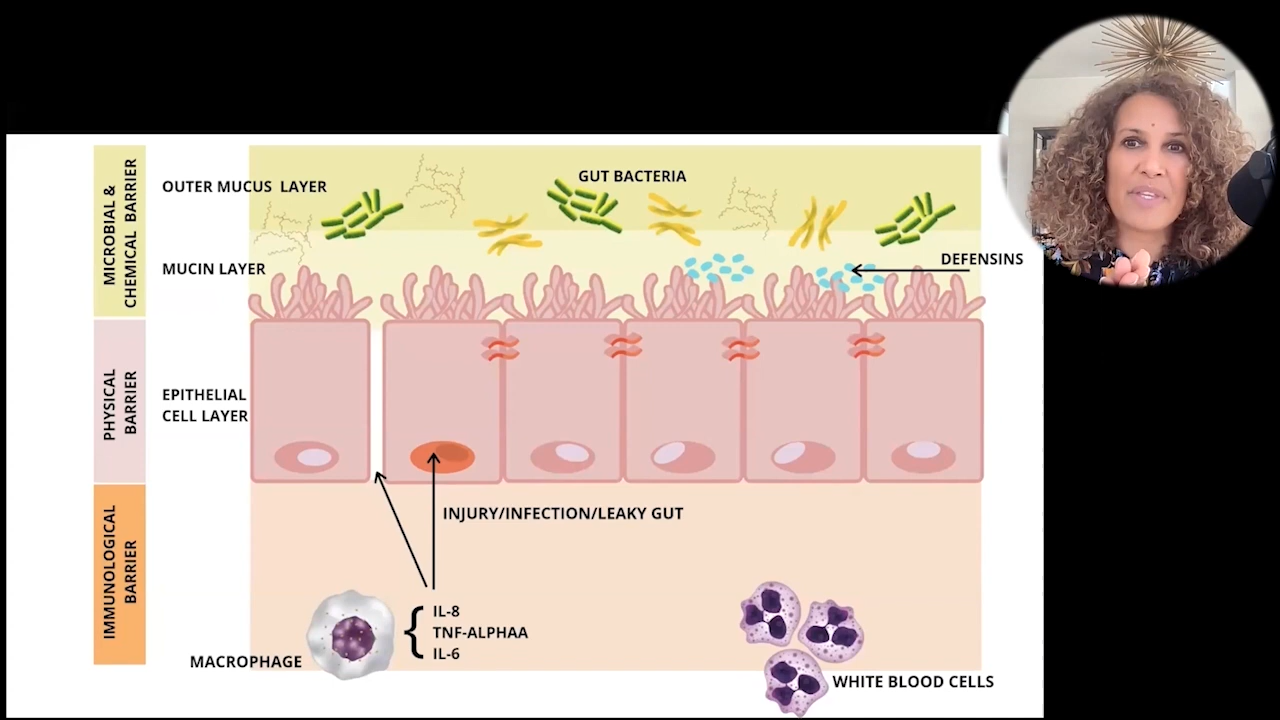 MICROBIAL &
CHEMICAL BARRIER
OUTER MUCUS LAYER
GUT BACTERIA
MUCIN LAYER
DEFENSINS
PHYSICAL
BARRIER
EPITHELIAL
CELL LAYER
IMMUNOLOGICAL
BARRIER
INJURY/INFECTION/LEAKY GUT
IL-8
TNF-ALPHAA
IL-6
MACROPHAGE
WHITE BLOOD CELLS